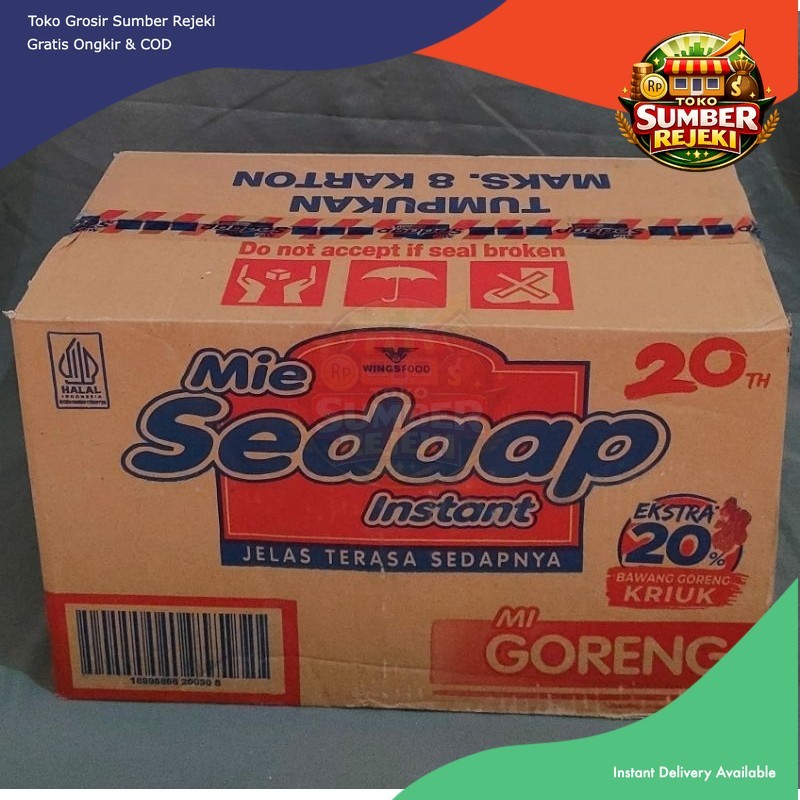 Toko Grosir Sumber Rejeki
Gratis Ongkir & COD
Rp
TOKO
SUMBER
REJEKI
TUMPUKAN
MAKS. 8 KARTON
Do not accept if seal broken
HALAL
INDONESIA
WINGSFOOD
Mie
Sedaap
Instant
JELAS TERASA SEDAPNYA
20TH
EKSTRA
20%
BAWANG GORENG
KRIUK
MI
GORENG
Instant Delivery Available